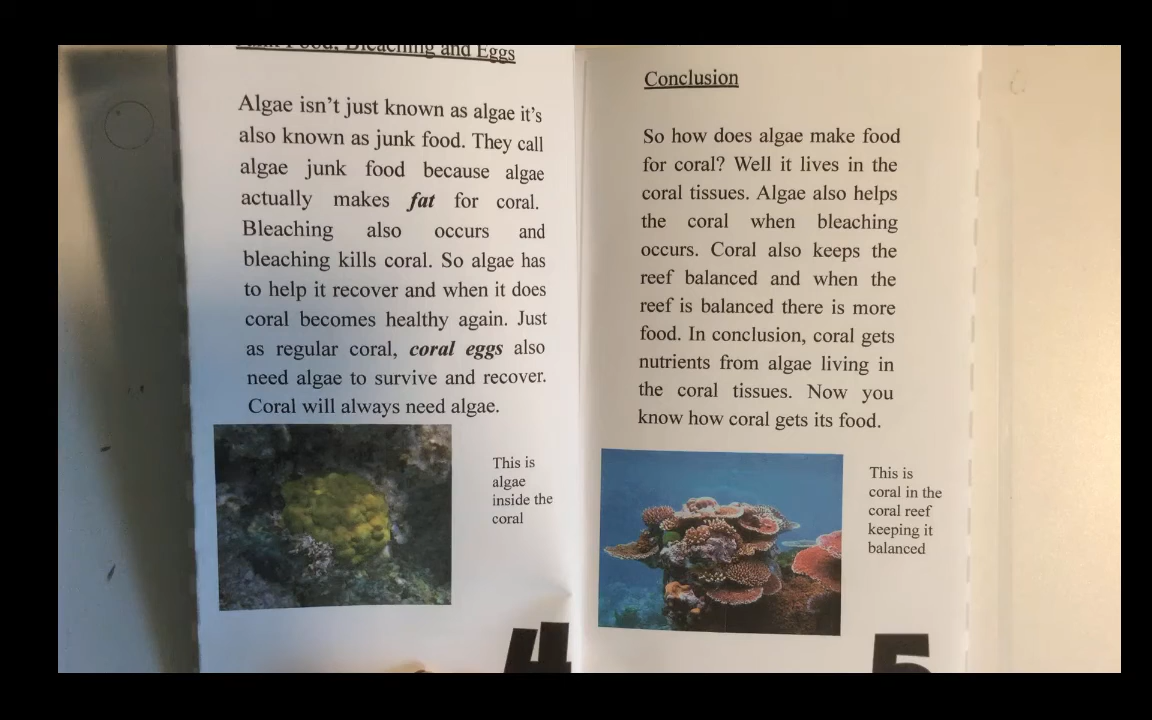 Junk Food, Bleaching and Eggs
Algae isn't just known as algae it's
also known as junk food. They call
algae junk food because algae
actually makes fat for coral.
Bleaching also occurs and
bleaching kills coral. So algae has
to help it recover and when it does
coral becomes healthy again. Just
as regular coral, coral eggs also
need algae to survive and recover.
Coral will always need algae.
This is
algae
inside the
coral
4
Conclusion
So how does algae make food
for coral? Well it lives in the
coral tissues. Algae also helps
the coral when bleaching
occurs. Coral also keeps the
reef balanced and when the
reef is balanced there is more
food. In conclusion, coral gets
nutrients from algae living in
the coral tissues. Now you
know how coral gets its food.
This is
coral in the
coral reef
keeping it
balanced
5